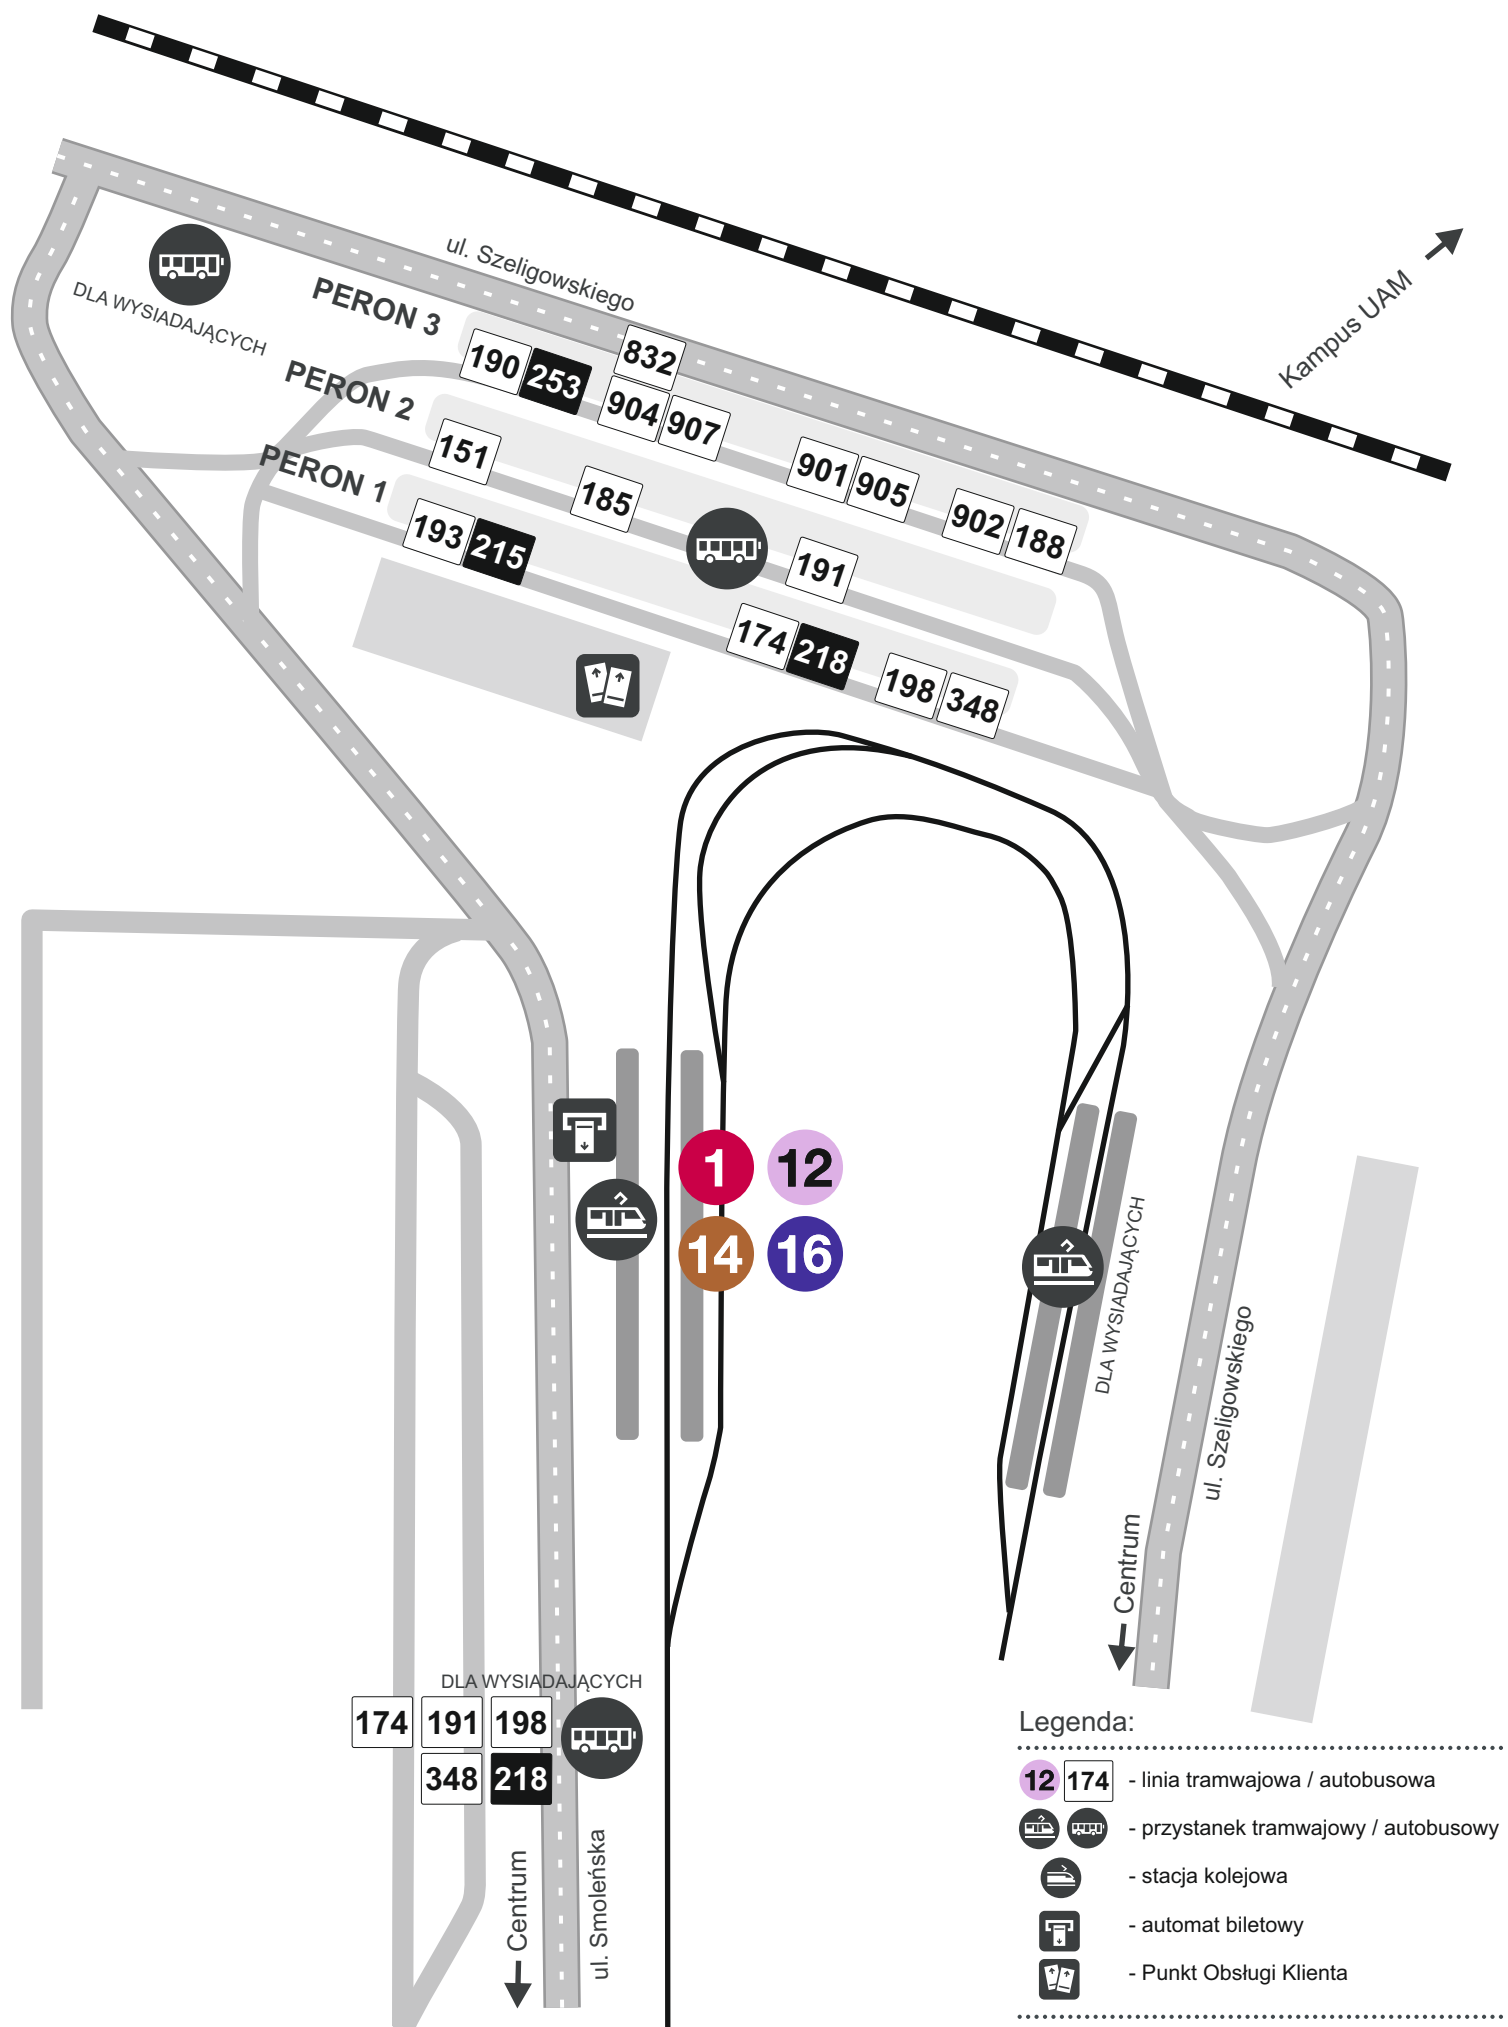 ul. Szeligowskiego
Kampus UAM
DLA WYSIADAJĄCYCH
PERON 3
190 253
832
904 907
901 905
902 188
PERON 2
151
185
191
PERON 1
193 215
174 218
198 348
1 12
14 16
DLA WYSIADAJĄCYCH
ul. Szeligowskiego
Centrum
DLA WYSIADAJĄCYCH
174 191 198
348 218
Centrum
ul. Smoleńska
Legenda:
12 174 - linia tramwajowa / autobusowa
- przystanek tramwajowy / autobusowy
- stacja kolejowa
- automat biletowy
- Punkt Obsługi Klienta